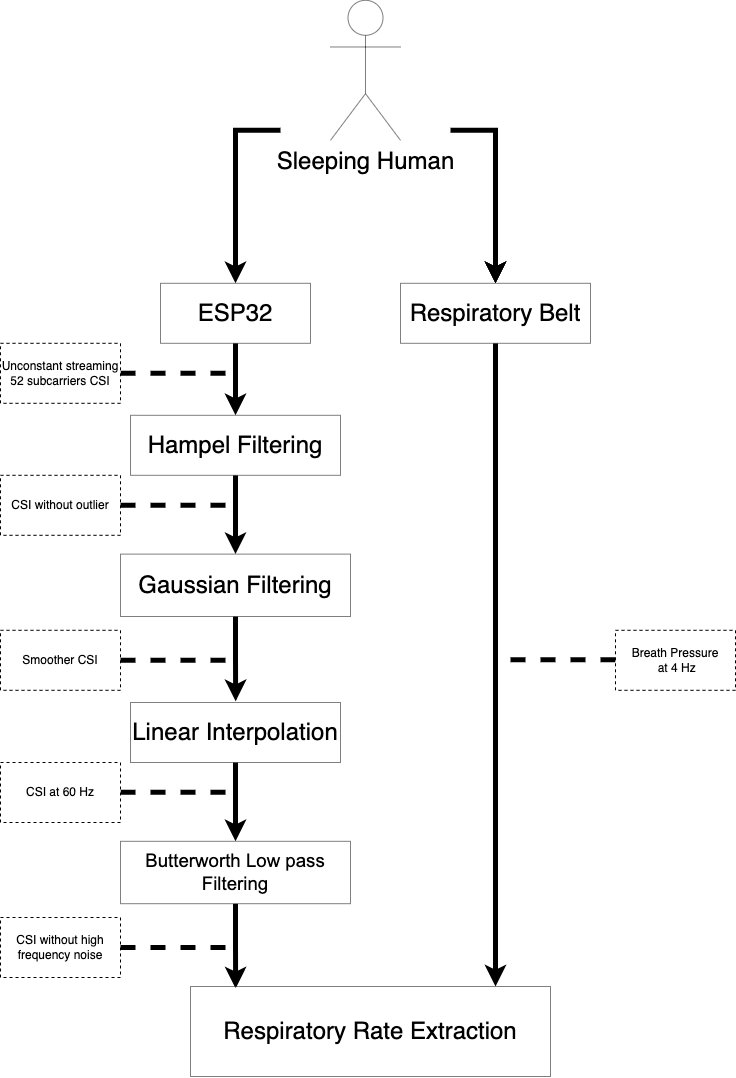 Sleeping Human
ESP32
Respiratory Belt
Unconstant streaming
52 subcarriers CSI
Hampel Filtering
CSI without outlier
Gaussian Filtering
Smoother CSI
Breath Pressure
at 4 Hz
Linear Interpolation
CSI at 60 Hz
Butterworth Low pass
Filtering
CSI without high
frequency noise
Respiratory Rate Extraction